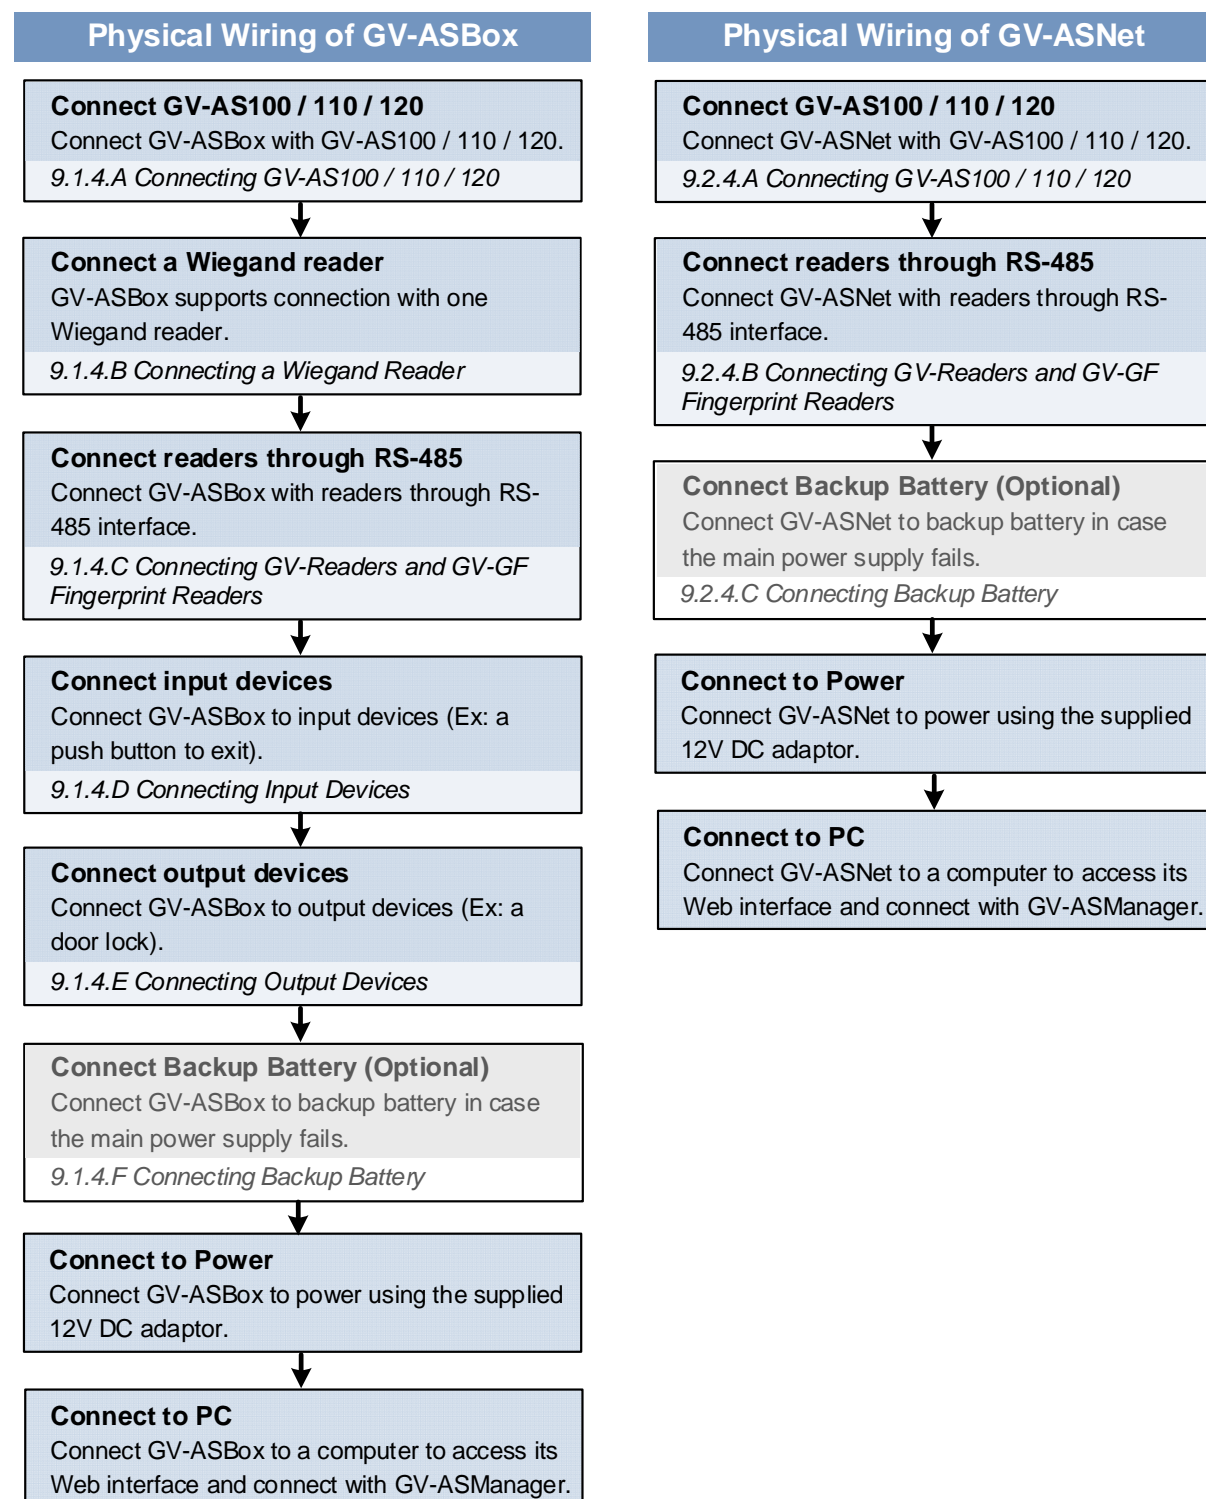 Physical Wiring of GV-ASBox
Connect GV-AS100 / 110 / 120
Connect GV-ASBox with GV-AS100 / 110 / 120.
9.1.4.A Connecting GV-AS100 / 110 / 120
Connect a Wiegand reader
GV-ASBox supports connection with one
Wiegand reader.
9.1.4.B Connecting a Wiegand Reader
Connect readers through RS-485
Connect GV-ASBox with readers through RS-
485 interface.
9.1.4.C Connecting GV-Readers and GV-GF
Fingerprint Readers
Connect input devices
Connect GV-ASBox to input devices (Ex: a
push button to exit).
9.1.4.D Connecting Input Devices
Connect output devices
Connect GV-ASBox to output devices (Ex: a
door lock).
9.1.4.E Connecting Output Devices
Connect Backup Battery (Optional)
Connect GV-ASBox to backup battery in case
the main power supply fails.
9.1.4.F Connecting Backup Battery
Connect to Power
Connect GV-ASBox to power using the supplied
12V DC adaptor.
Connect to PC
Connect GV-ASBox to a computer to access its
Web interface and connect with GV-ASManager.
Physical Wiring of GV-ASNet
Connect GV-AS100 / 110 / 120
Connect GV-ASNet with GV-AS100 / 110 / 120.
9.2.4.A Connecting GV-AS100 / 110 / 120
Connect readers through RS-485
Connect GV-ASNet with readers through RS-
485 interface.
9.2.4.B Connecting GV-Readers and GV-GF
Fingerprint Readers
Connect Backup Battery (Optional)
Connect GV-ASNet to backup battery in case
the main power supply fails.
9.2.4.C Connecting Backup Battery
Connect to Power
Connect GV-ASNet to power using the supplied
12V DC adaptor.
Connect to PC
Connect GV-ASNet to a computer to access its
Web interface and connect with GV-ASManager.